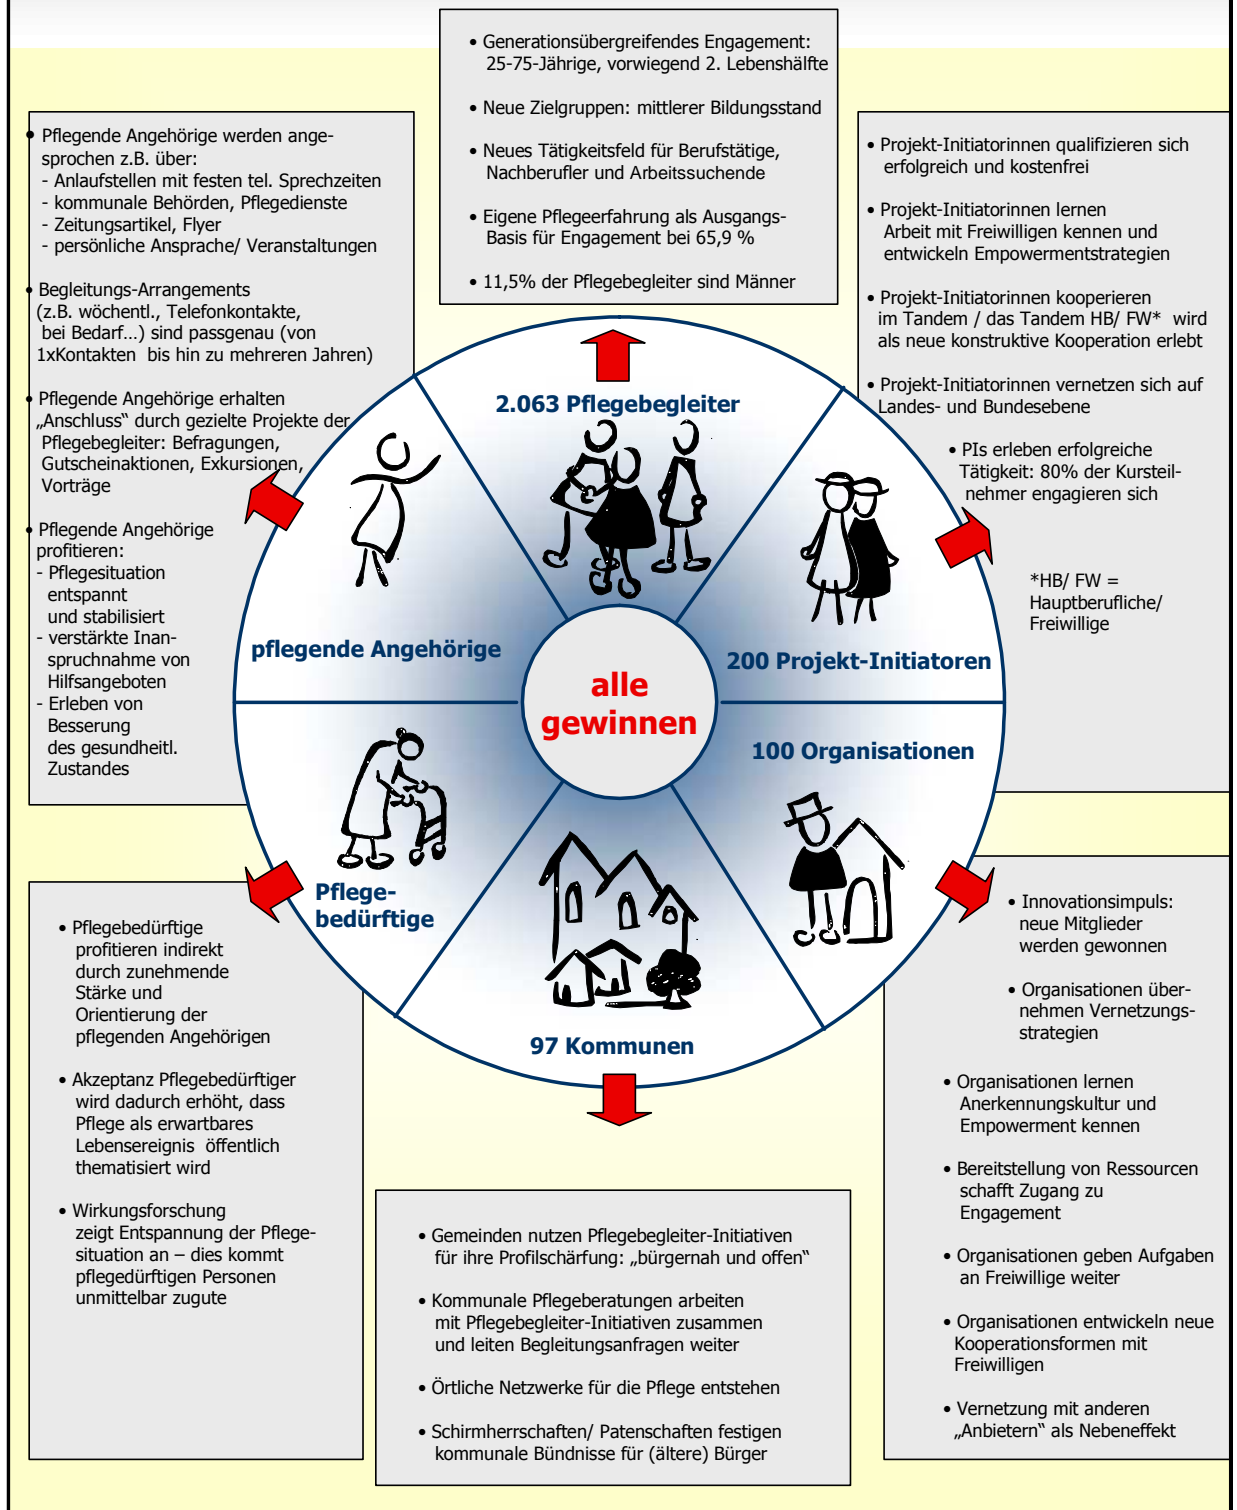 • Generationsübergreifendes Engagement:
25-75-Jährige, vorwiegend 2. Lebenshälfte
• Neue Zielgruppen: mittlerer Bildungsstand
• Neues Tätigkeitsfeld für Berufstätige,
Nachberufler und Arbeitssuchende
• Eigene Pflegeerfahrung als Ausgangs-
Basis für Engagement bei 65,9 %
• 11,5% der Pflegebegleiter sind Männer
• Pflegende Angehörige werden ange-
sprochen z.B. über:
- Anlaufstellen mit festen tel. Sprechzeiten
- kommunale Behörden, Pflegedienste
- Zeitungsartikel, Flyer
- persönliche Ansprache/ Veranstaltungen
• Begleitungs-Arrangements
(z.B. wöchentl., Telefonkontakte,
bei Bedarf...) sind passgenau (von
1xKontakten bis hin zu mehreren Jahren)
• Pflegende Angehörige erhalten
„Anschluss“ durch gezielte Projekte der
Pflegebegleiter: Befragungen,
Gutscheinaktionen, Exkursionen,
Vorträge
• Pflegende Angehörige
profitieren:
- Pflegesituation
entspannt
und stabilisiert
- verstärkte Inan-
spruchnahme von
Hilfsangeboten
- Erleben von
Besserung
des gesundheitl.
Zustandes
• Projekt-Initiatorinnen qualifizieren sich
erfolgreich und kostenfrei
• Projekt-Initiatorinnen lernen
Arbeit mit Freiwilligen kennen und
entwickeln Empowermentstrategien
• Projekt-Initiatorinnen kooperieren
im Tandem / das Tandem HB/ FW* wird
als neue konstruktive Kooperation erlebt
• Projekt-Initiatorinnen vernetzen sich auf
Landes- und Bundesebene
• PIs erleben erfolgreiche
Tätigkeit: 80% der Kursteil-
nehmer engagieren sich
*HB/ FW =
Hauptberufliche/
Freiwillige
2.063 Pflegebegleiter
pflegende Angehörige
200 Projekt-Initiatoren
alle
gewinnen
100 Organisationen
Pflege-
bedürftige
97 Kommunen
• Pflegebedürftige
profitieren indirekt
durch zunehmende
Stärke und
Orientierung der
pflegenden Angehörigen
• Akzeptanz Pflegebedürftiger
wird dadurch erhöht, dass
Pflege als erwartbares
Lebensereignis öffentlich
thematisiert wird
• Wirkungsforschung
zeigt Entspannung der Pflege-
situation an – dies kommt
pflegedürftigen Personen
unmittelbar zugute
• Gemeinden nutzen Pflegebegleiter-Initiativen
für ihre Profilschärfung: „bürgernah und offen“
• Kommunale Pflegeberatungen arbeiten
mit Pflegebegleiter-Initiativen zusammen
und leiten Begleitungsanfragen weiter
• Örtliche Netzwerke für die Pflege entstehen
• Schirmherrschaften/ Patenschaften festigen
kommunale Bündnisse für (ältere) Bürger
• Innovationsimpuls:
neue Mitglieder
werden gewonnen
• Organisationen über-
nehmen Vernetzungs-
strategien
• Organisationen lernen
Anerkennungskultur und
Empowerment kennen
• Bereitstellung von Ressourcen
schafft Zugang zu
Engagement
• Organisationen geben Aufgaben
an Freiwillige weiter
• Organisationen entwickeln neue
Kooperationsformen mit
Freiwilligen
• Vernetzung mit anderen
„Anbietern“ als Nebeneffekt